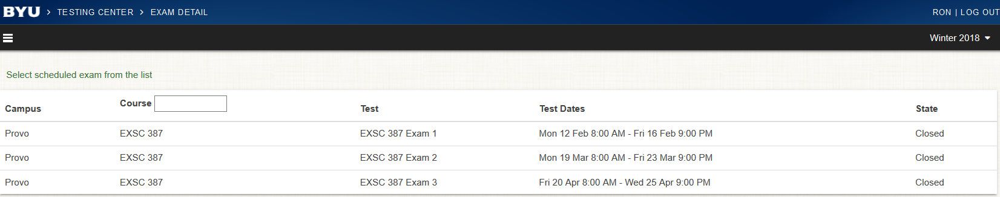 BYU > TESTING CENTER > EXAM DETAIL RON | LOG OUT
Winter 2018
Select scheduled exam from the list
Campus Course Test Test Dates State
Provo EXSC 387 EXSC 387 Exam 1 Mon 12 Feb 8:00 AM - Fri 16 Feb 9:00 PM Closed
Provo EXSC 387 EXSC 387 Exam 2 Mon 19 Mar 8:00 AM - Fri 23 Mar 9:00 PM Closed
Provo EXSC 387 EXSC 387 Exam 3 Fri 20 Apr 8:00 AM - Wed 25 Apr 9:00 PM Closed